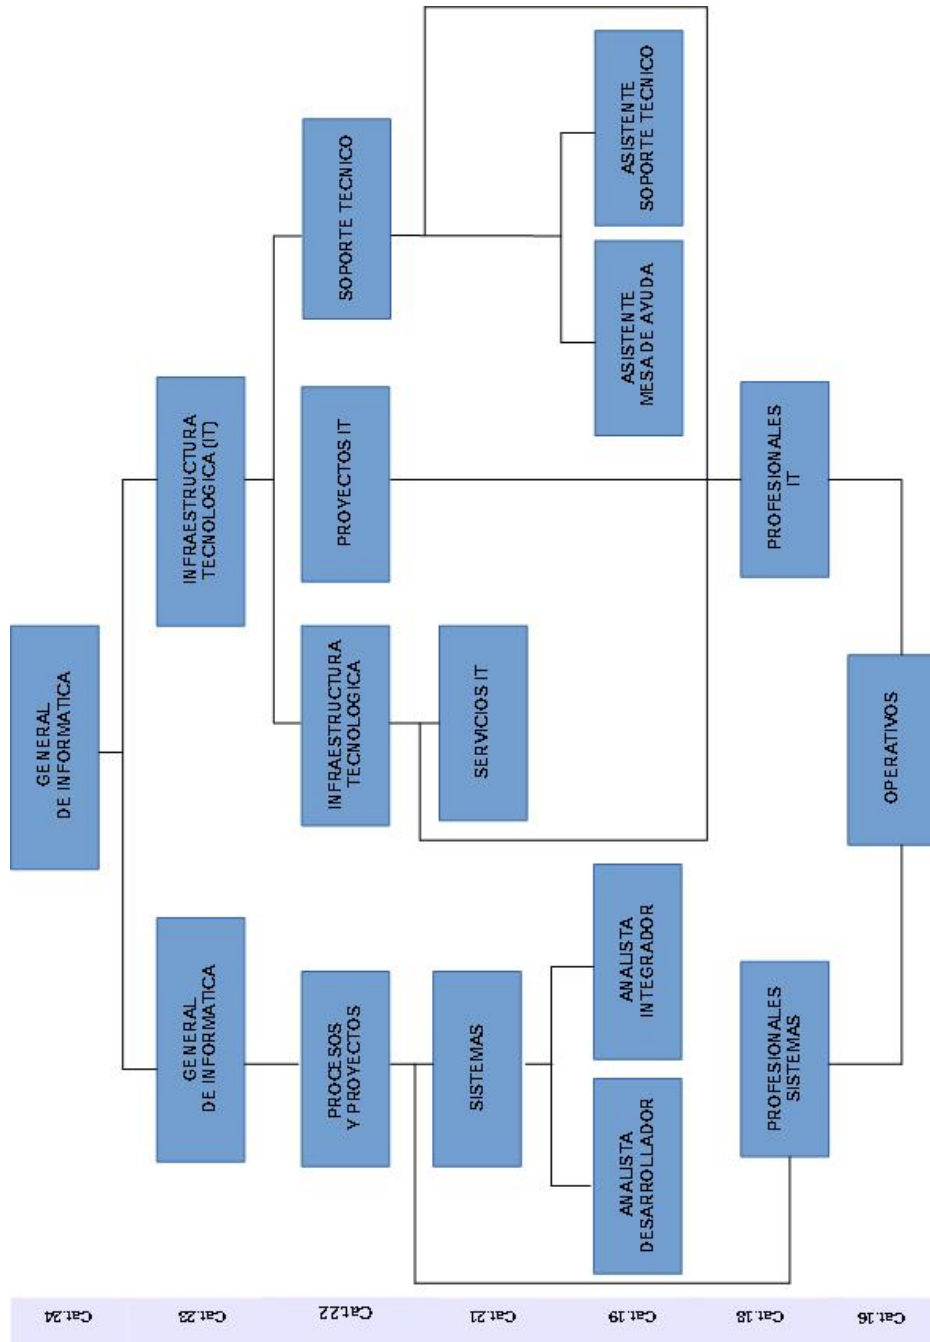 GENERAL
DE INFORMATICA
GENERAL
DE INFORMATICA
INFRAESTRUCTURA
TECNOLOGICA (IT)
PROCESOS
Y PROYECTOS
INFRAESTRUCTURA
TECNOLOGICA
PROYECTOS IT
SOPORTE TECNICO
SISTEMAS
SERVICIOS IT
ANALISTA
DESARROLLADOR
ANALISTA
INTEGRADOR
ASISTENTE
MESA DE AYUDA
ASISTENTE
SOPORTE TECNICO
PROFESIONALES
SISTEMAS
PROFESIONALES
IT
OPERATIVOS
Cat.24
Cat.23
Cat.22
Cat.21
Cat.19
Cat.18
Cat.16